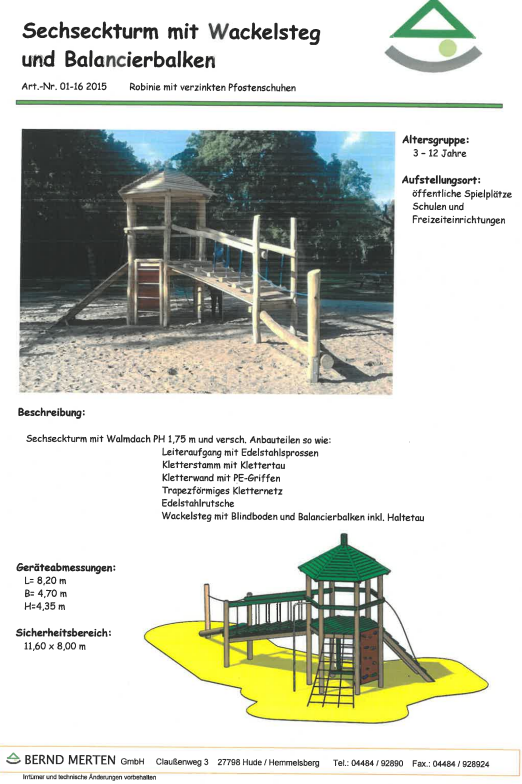 Sechseckturm mit Wackelsteg
und Balancierbalken
Art.-Nr. 01-16 2015 Robinie mit verzinkten Pfostenschuhen
Altersgruppe:
3 – 12 Jahre
Aufstellungsort:
öffentliche Spielplätze
Schulen und
Freizeiteinrichtungen
Beschreibung:
Sechseckturm mit Walmdach PH 1,75 m und versch. Anbauteilen so wie:
Leiteraufgang mit Edelstahlsprossen
Kletterstamm mit Klettertau
Kletterwand mit PE-Griffen
Trapezförmiges Kletternetz
Edelstahlrutsche
Wackelsteg mit Blindboden und Balancierbalken inkl. Haltetau
Geräteabmessungen:
L= 8,20 m
B= 4,70 m
H=4,35 m
Sicherheitsbereich:
11,60 x 8,00 m
BERND MERTEN GmbH Claußenweg 3 27798 Hude / Hemmelsberg Tel.: 04484 / 92890 Fax.: 04484 / 928924
Irrtümer und technische Änderungen vorbehalten